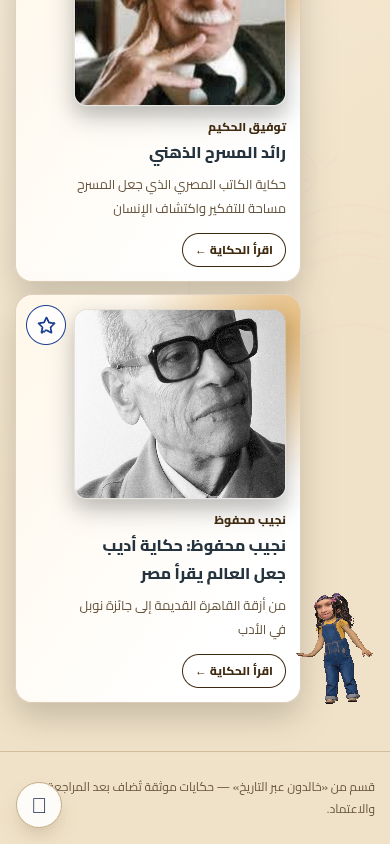 توفيق الحكيم
رائد المسرح الذهني
حكاية الكاتب المصري الذي جعل المسرح
مساحة للتفكير واكتشاف الإنسان
اقرأ الحكاية ←
نجيب محفوظ
نجيب محفوظ: حكاية أديب
جعل العالم يقرأ مصر
من أزقة القاهرة القديمة إلى جائزة نوبل
في الأدب
اقرأ الحكاية ←
قسم من «خالدون عبر التاريخ» — حكايات موثقة تُضاف بعد المراجعة
والاعتماد.